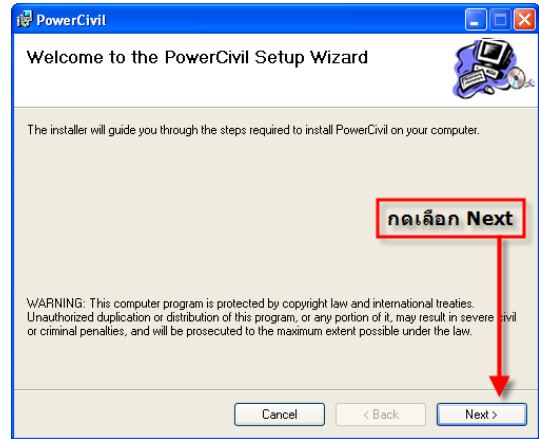 PowerCivil
Welcome to the PowerCivil Setup Wizard
The installer will guide you through the steps required to install PowerCivil on your computer.
กดเลือก Next
WARNING: This computer program is protected by copyright law and international treaties.
Unauthorized duplication or distribution of this program, or any portion of it, may result in severe civil
or criminal penalties, and will be prosecuted to the maximum extent possible under the law.
Cancel
< Back
Next >